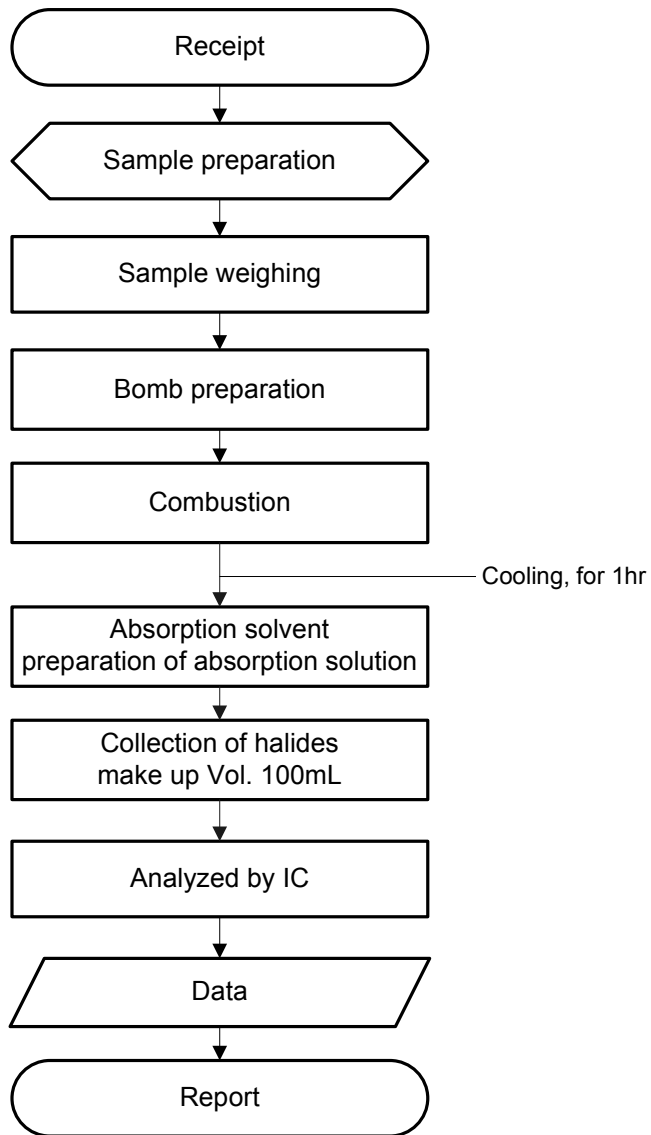 Receipt
Sample preparation
Sample weighing
Bomb preparation
Combustion
Cooling, for 1hr
Absorption solvent
preparation of absorption solution
Collection of halides
make up Vol. 100mL
Analyzed by IC
Data
Report